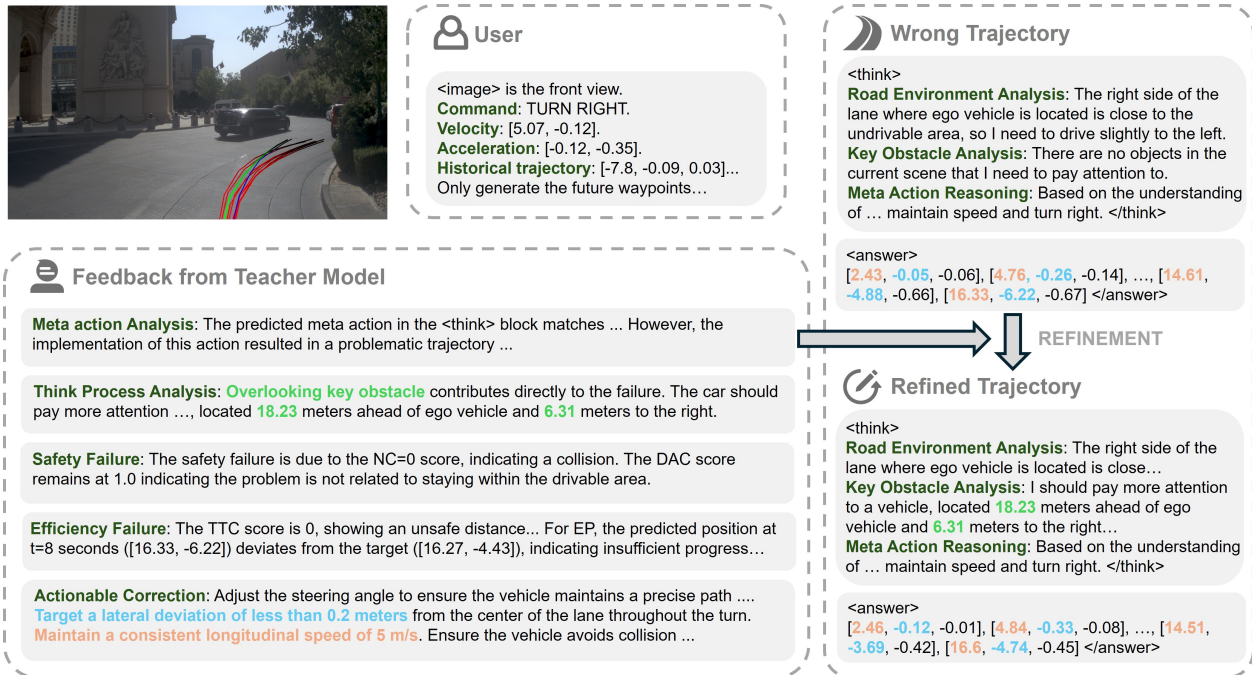 User
<image> is the front view.
Command: TURN RIGHT.
Velocity: [5.07, -0.12].
Acceleration: [-0.12, -0.35].
Historical trajectory: [-7.8, -0.09, 0.03]...
Only generate the future waypoints…
Feedback from Teacher Model
Meta action Analysis: The predicted meta action in the <think> block matches ... However, the
implementation of this action resulted in a problematic trajectory ...
Think Process Analysis: Overlooking key obstacle contributes directly to the failure. The car should
pay more attention …, located 18.23 meters ahead of ego vehicle and 6.31 meters to the right.
Safety Failure: The safety failure is due to the NC=0 score, indicating a collision. The DAC score
remains at 1.0 indicating the problem is not related to staying within the drivable area.
Efficiency Failure: The TTC score is 0, showing an unsafe distance... For EP, the predicted position at
t=8 seconds ([16.33, -6.22]) deviates from the target ([16.27, -4.43]), indicating insufficient progress…
Actionable Correction: Adjust the steering angle to ensure the vehicle maintains a precise path ....
Target a lateral deviation of less than 0.2 meters from the center of the lane throughout the turn.
Maintain a consistent longitudinal speed of 5 m/s. Ensure the vehicle avoids collision ...
Wrong Trajectory
<think>
Road Environment Analysis: The right side of the
lane where ego vehicle is located is close to the
undrivable area, so I need to drive slightly to the left.
Key Obstacle Analysis: There are no objects in the
current scene that I need to pay attention to.
Meta Action Reasoning: Based on the understanding
of … maintain speed and turn right. </think>
<answer>
[2.43, -0.05, -0.06], [4.76, -0.26, -0.14], …, [14.61,
-4.88, -0.66], [16.33, -6.22, -0.67] </answer>
REFINEMENT
Refined Trajectory
<think>
Road Environment Analysis: The right side of the
lane where ego vehicle is located is close…
Key Obstacle Analysis: I should pay more attention
to a vehicle, located 18.23 meters ahead of ego
vehicle and 6.31 meters to the right…
Meta Action Reasoning: Based on the understanding
of … maintain speed and turn right. </think>
<answer>
[2.46, -0.12, -0.01], [4.84, -0.33, -0.08], …, [14.51,
-3.69, -0.42], [16.6, -4.74, -0.45] </answer>